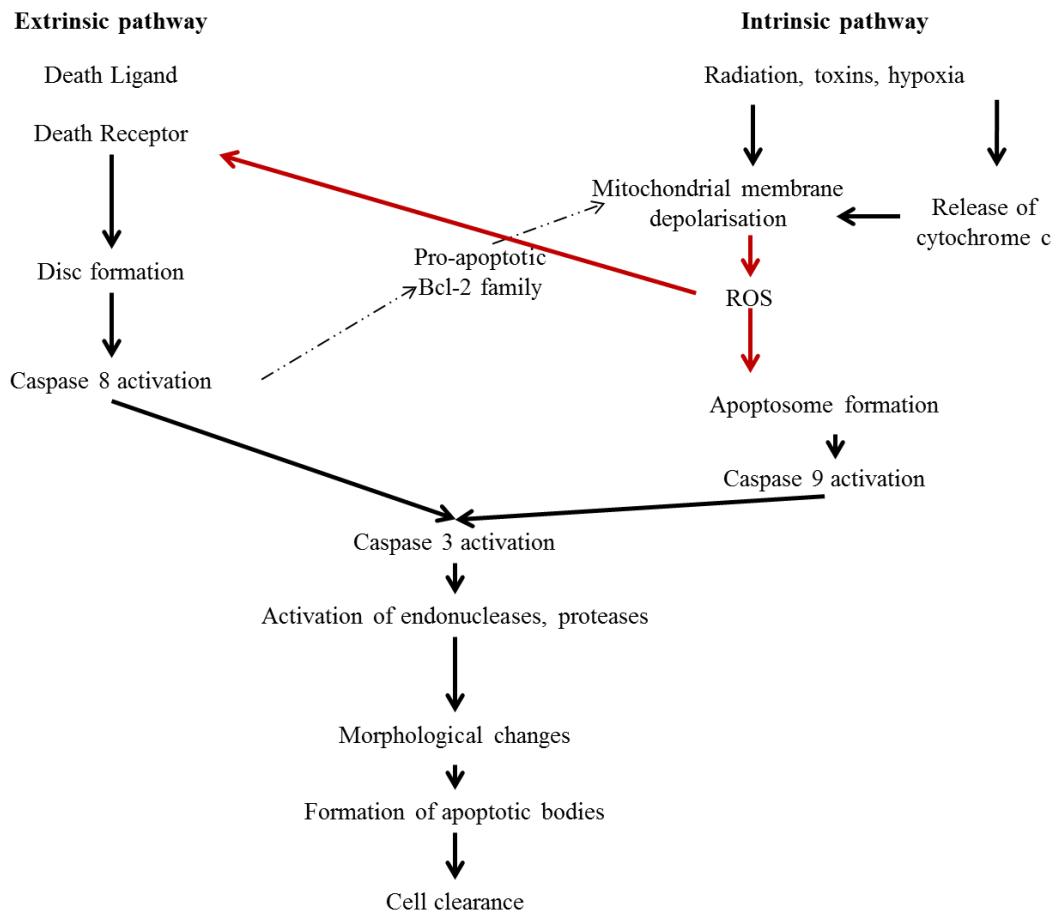 Extrinsic pathway
Intrinsic pathway
Death Ligand
Radiation, toxins, hypoxia
Death Receptor
Mitochondrial membrane
depolarisation
Release of
cytochrome c
Disc formation
Pro-apoptotic
Bcl-2 family
ROS
Caspase 8 activation
Apoptosome formation
Caspase 9 activation
Caspase 3 activation
Activation of endonucleases, proteases
Morphological changes
Formation of apoptotic bodies
Cell clearance